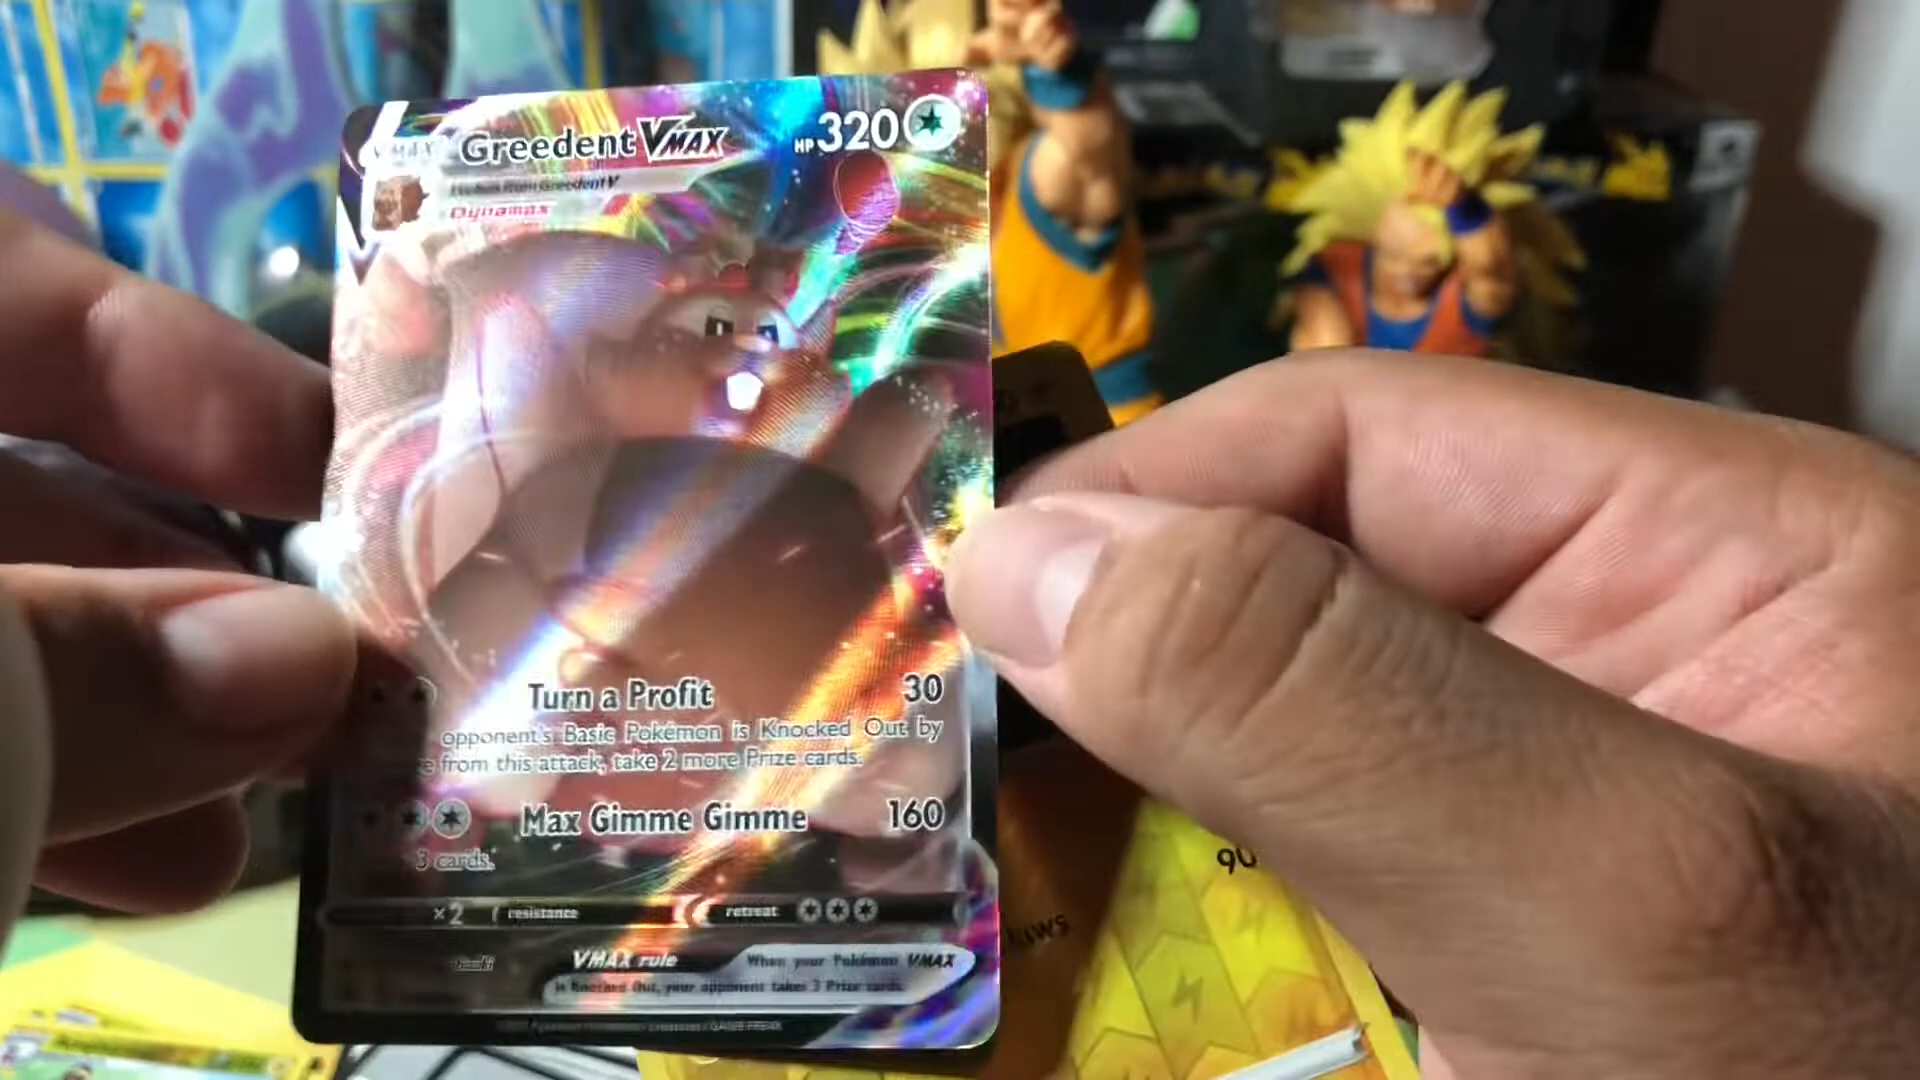 VMAX Greedent VMAX HP 320
Evolves from Greedent V
Dynamax
Turn a Profit 30
opponent's Basic Pokémon is Knocked Out by
e from this attack, take 2 more Prize cards.
Max Gimme Gimme 160
3 cards.
×2 resistance retreat
VMAX rule When your Pokémon VMAX
is Knocked Out, your opponent takes 3 Prize cards.
90